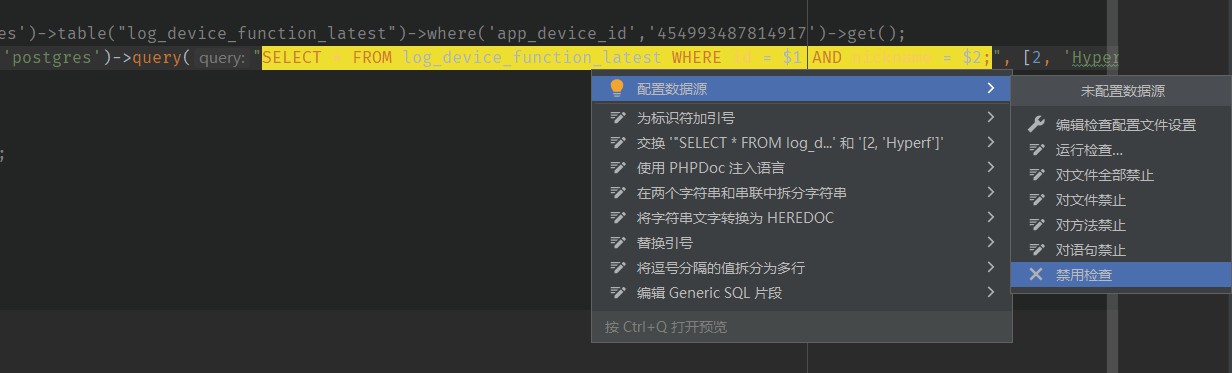 es')->table("log_device_function_latest")->where('app_device_id','454993487814917')->get();
'postgres')->query( query: "SELECT * FROM log_device_function_latest WHERE id = $1 AND nickname = $2;", [2, 'Hyper
;
配置数据源
为标识符加引号
交换 '"SELECT * FROM log_d...' 和 '[2, 'Hyperf']'
使用 PHPDoc 注入语言
在两个字符串和串联中拆分字符串
将字符串文字转换为 HEREDOC
替换引号
将逗号分隔的值拆分为多行
编辑 Generic SQL 片段
按 Ctrl+Q 打开预览
未配置数据源
编辑检查配置文件设置
运行检查...
对文件全部禁止
对文件禁止
对方法禁止
对语句禁止
禁用检查